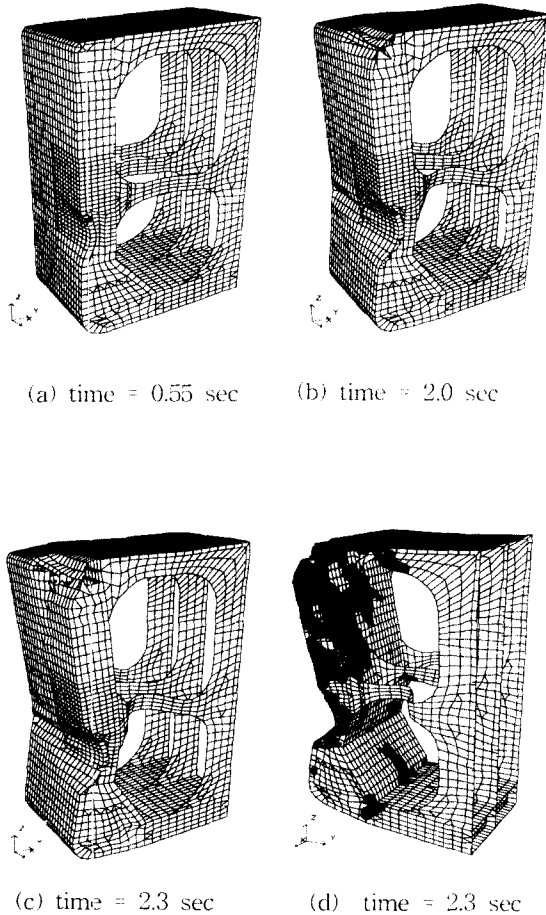 Z
Y
Z
Y
(a) time = 0.55 sec
(b) time = 2.0 sec
Z
Y
Z
Y
(c) time = 2.3 sec
(d) time = 2.3 sec